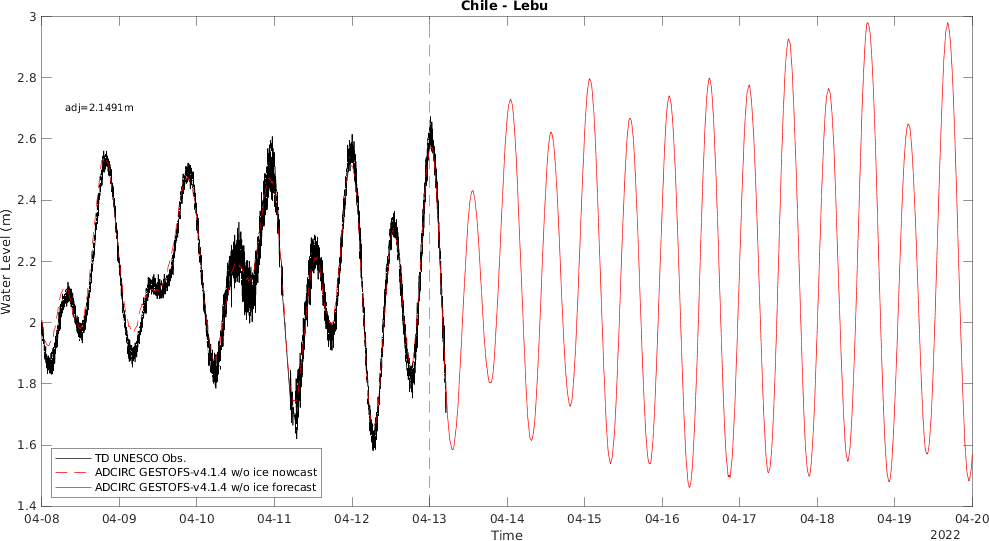 Chile - Lebu
3
2.8
adj=2.1491m
2.6
2.4
2.2
2
1.8
1.6
1.4
Water Level (m)
TD UNESCO Obs.
ADCIRC GESTOFS-v4.1.4 w/o ice nowcast
ADCIRC GESTOFS-v4.1.4 w/o ice forecast
04-08 04-09 04-10 04-11 04-12 04-13 04-14 04-15 04-16 04-17 04-18 04-19 04-20
Time
2022